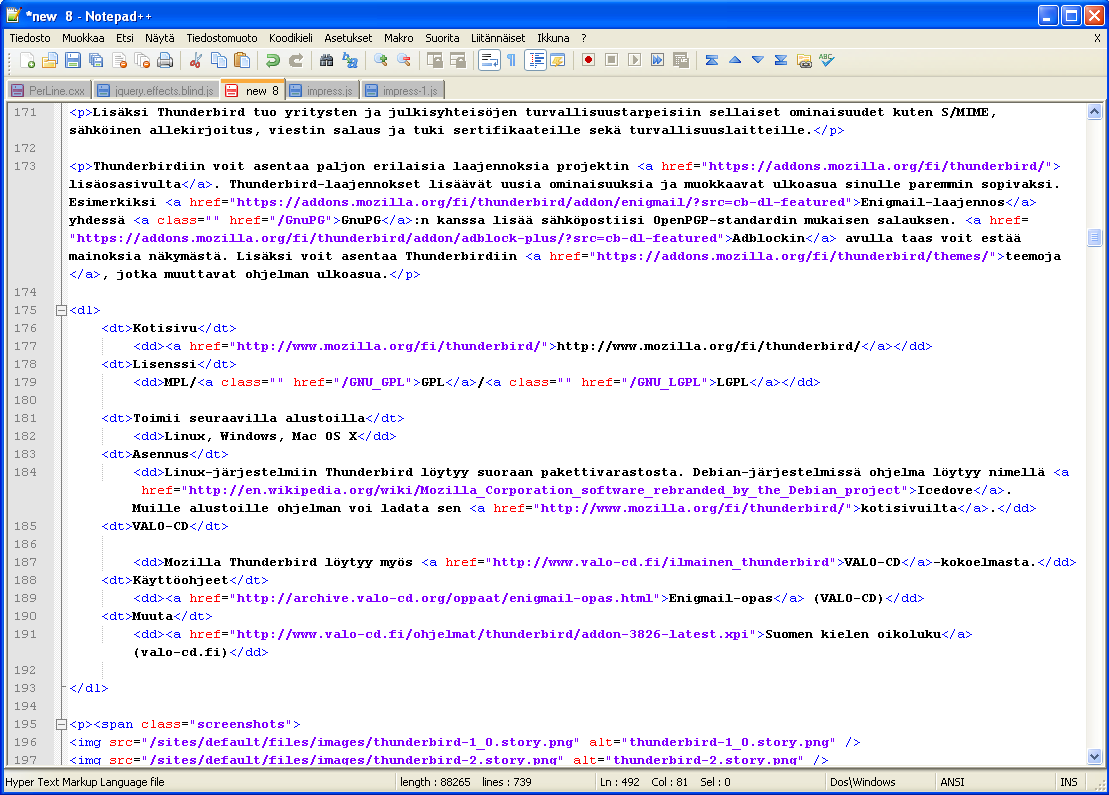 *new  8 - Notepad++
Tiedosto Muokkaa Etsi Näytä Tiedostomuoto Koodikieli Asetukset Makro Suorita Liitännäiset Ikkuna ? X
PerLine.cxx jquery.effects.blind.js new  8 impress.js impress-1.js
171 <p>Lisäksi Thunderbird tuo yritysten ja julkisyhteisöjen turvallisuustarpeisiin sellaiset ominaisuudet kuten S/MIME,
sähköinen allekirjoitus, viestin salaus ja tuki sertifikaateille sekä turvallisuuslaitteille.</p>
172
173 <p>Thunderbirdiin voit asentaa paljon erilaisia laajennoksia projektin <a href="https://addons.mozilla.org/fi/thunderbird/">
lisäosasivulta</a>. Thunderbird-laajennokset lisäävät uusia ominaisuuksia ja muokkaavat ulkoasua sinulle paremmin sopivaksi.
Esimerkiksi <a href="https://addons.mozilla.org/fi/thunderbird/addon/enigmail/?src=cb-dl-featured">Enigmail-laajennos</a>
yhdessä <a class="" href="/GnuPG">GnuPG</a>:n kanssa lisää sähköpostiisi OpenPGP-standardin mukaisen salauksen. <a href=
"https://addons.mozilla.org/fi/thunderbird/addon/adblock-plus/?src=cb-dl-featured">Adblockin</a> avulla taas voit estää
mainoksia näkymästä. Lisäksi voit asentaa Thunderbirdiin <a href="https://addons.mozilla.org/fi/thunderbird/themes/">teemoja
</a>, jotka muuttavat ohjelman ulkoasua.</p>
174
175 <dl>
176 <dt>Kotisivu</dt>
177 <dd><a href="http://www.mozilla.org/fi/thunderbird/">http://www.mozilla.org/fi/thunderbird/</a></dd>
178 <dt>Lisenssi</dt>
179 <dd>MPL/<a class="" href="/GNU_GPL">GPL</a>/<a class="" href="/GNU_LGPL">LGPL</a></dd>
180
181 <dt>Toimii seuraavilla alustoilla</dt>
182 <dd>Linux, Windows, Mac OS X</dd>
183 <dt>Asennus</dt>
184 <dd>Linux-järjestelmiin Thunderbird löytyy suoraan pakettivarastosta. Debian-järjestelmissä ohjelma löytyy nimellä <a
href="http://en.wikipedia.org/wiki/Mozilla_Corporation_software_rebranded_by_the_Debian_project">Icedove</a>.
Muille alustoille ohjelman voi ladata sen <a href="http://www.mozilla.org/fi/thunderbird/">kotisivuilta</a>.</dd>
185 <dt>VALO-CD</dt>
186
187 <dd>Mozilla Thunderbird löytyy myös <a href="http://www.valo-cd.fi/ilmainen_thunderbird">VALO-CD</a>-kokoelmasta.</dd>
188 <dt>Käyttöohjeet</dt>
189 <dd><a href="http://archive.valo-cd.org/oppaat/enigmail-opas.html">Enigmail-opas</a> (VALO-CD)</dd>
190 <dt>Muuta</dt>
191 <dd><a href="http://www.valo-cd.fi/ohjelmat/thunderbird/addon-3826-latest.xpi">Suomen kielen oikoluku</a>
(valo-cd.fi)</dd>
192
193 </dl>
194
195 <p><span class="screenshots">
196 <img src="/sites/default/files/images/thunderbird-1_0.story.png" alt="thunderbird-1_0.story.png" />
197 <img src="/sites/default/files/images/thunderbird-2.story.png" alt="thunderbird-2.story.png" />
Hyper Text Markup Language file length : 88265 lines : 739 Ln : 492 Col : 81 Sel : 0 Dos\Windows ANSI INS